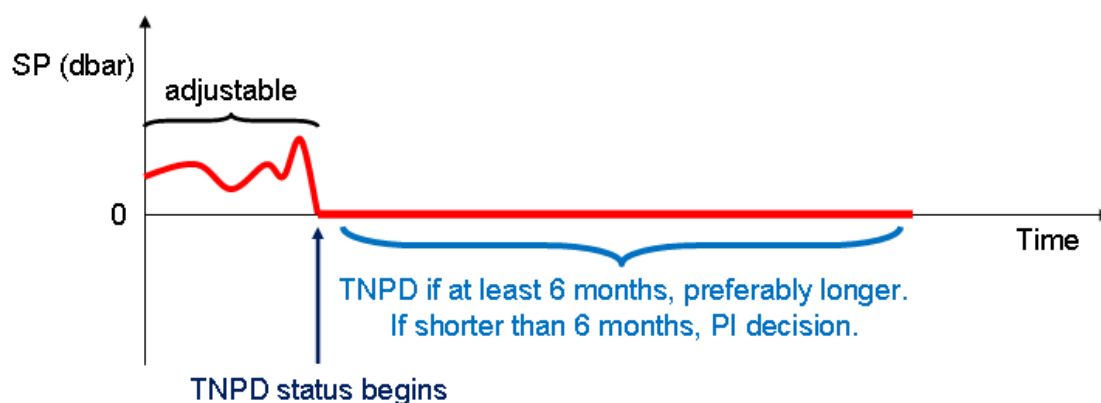 SP (dbar)
adjustable
0
Time
TNPD if at least 6 months, preferably longer.
If shorter than 6 months, PI decision.
TNPD status begins